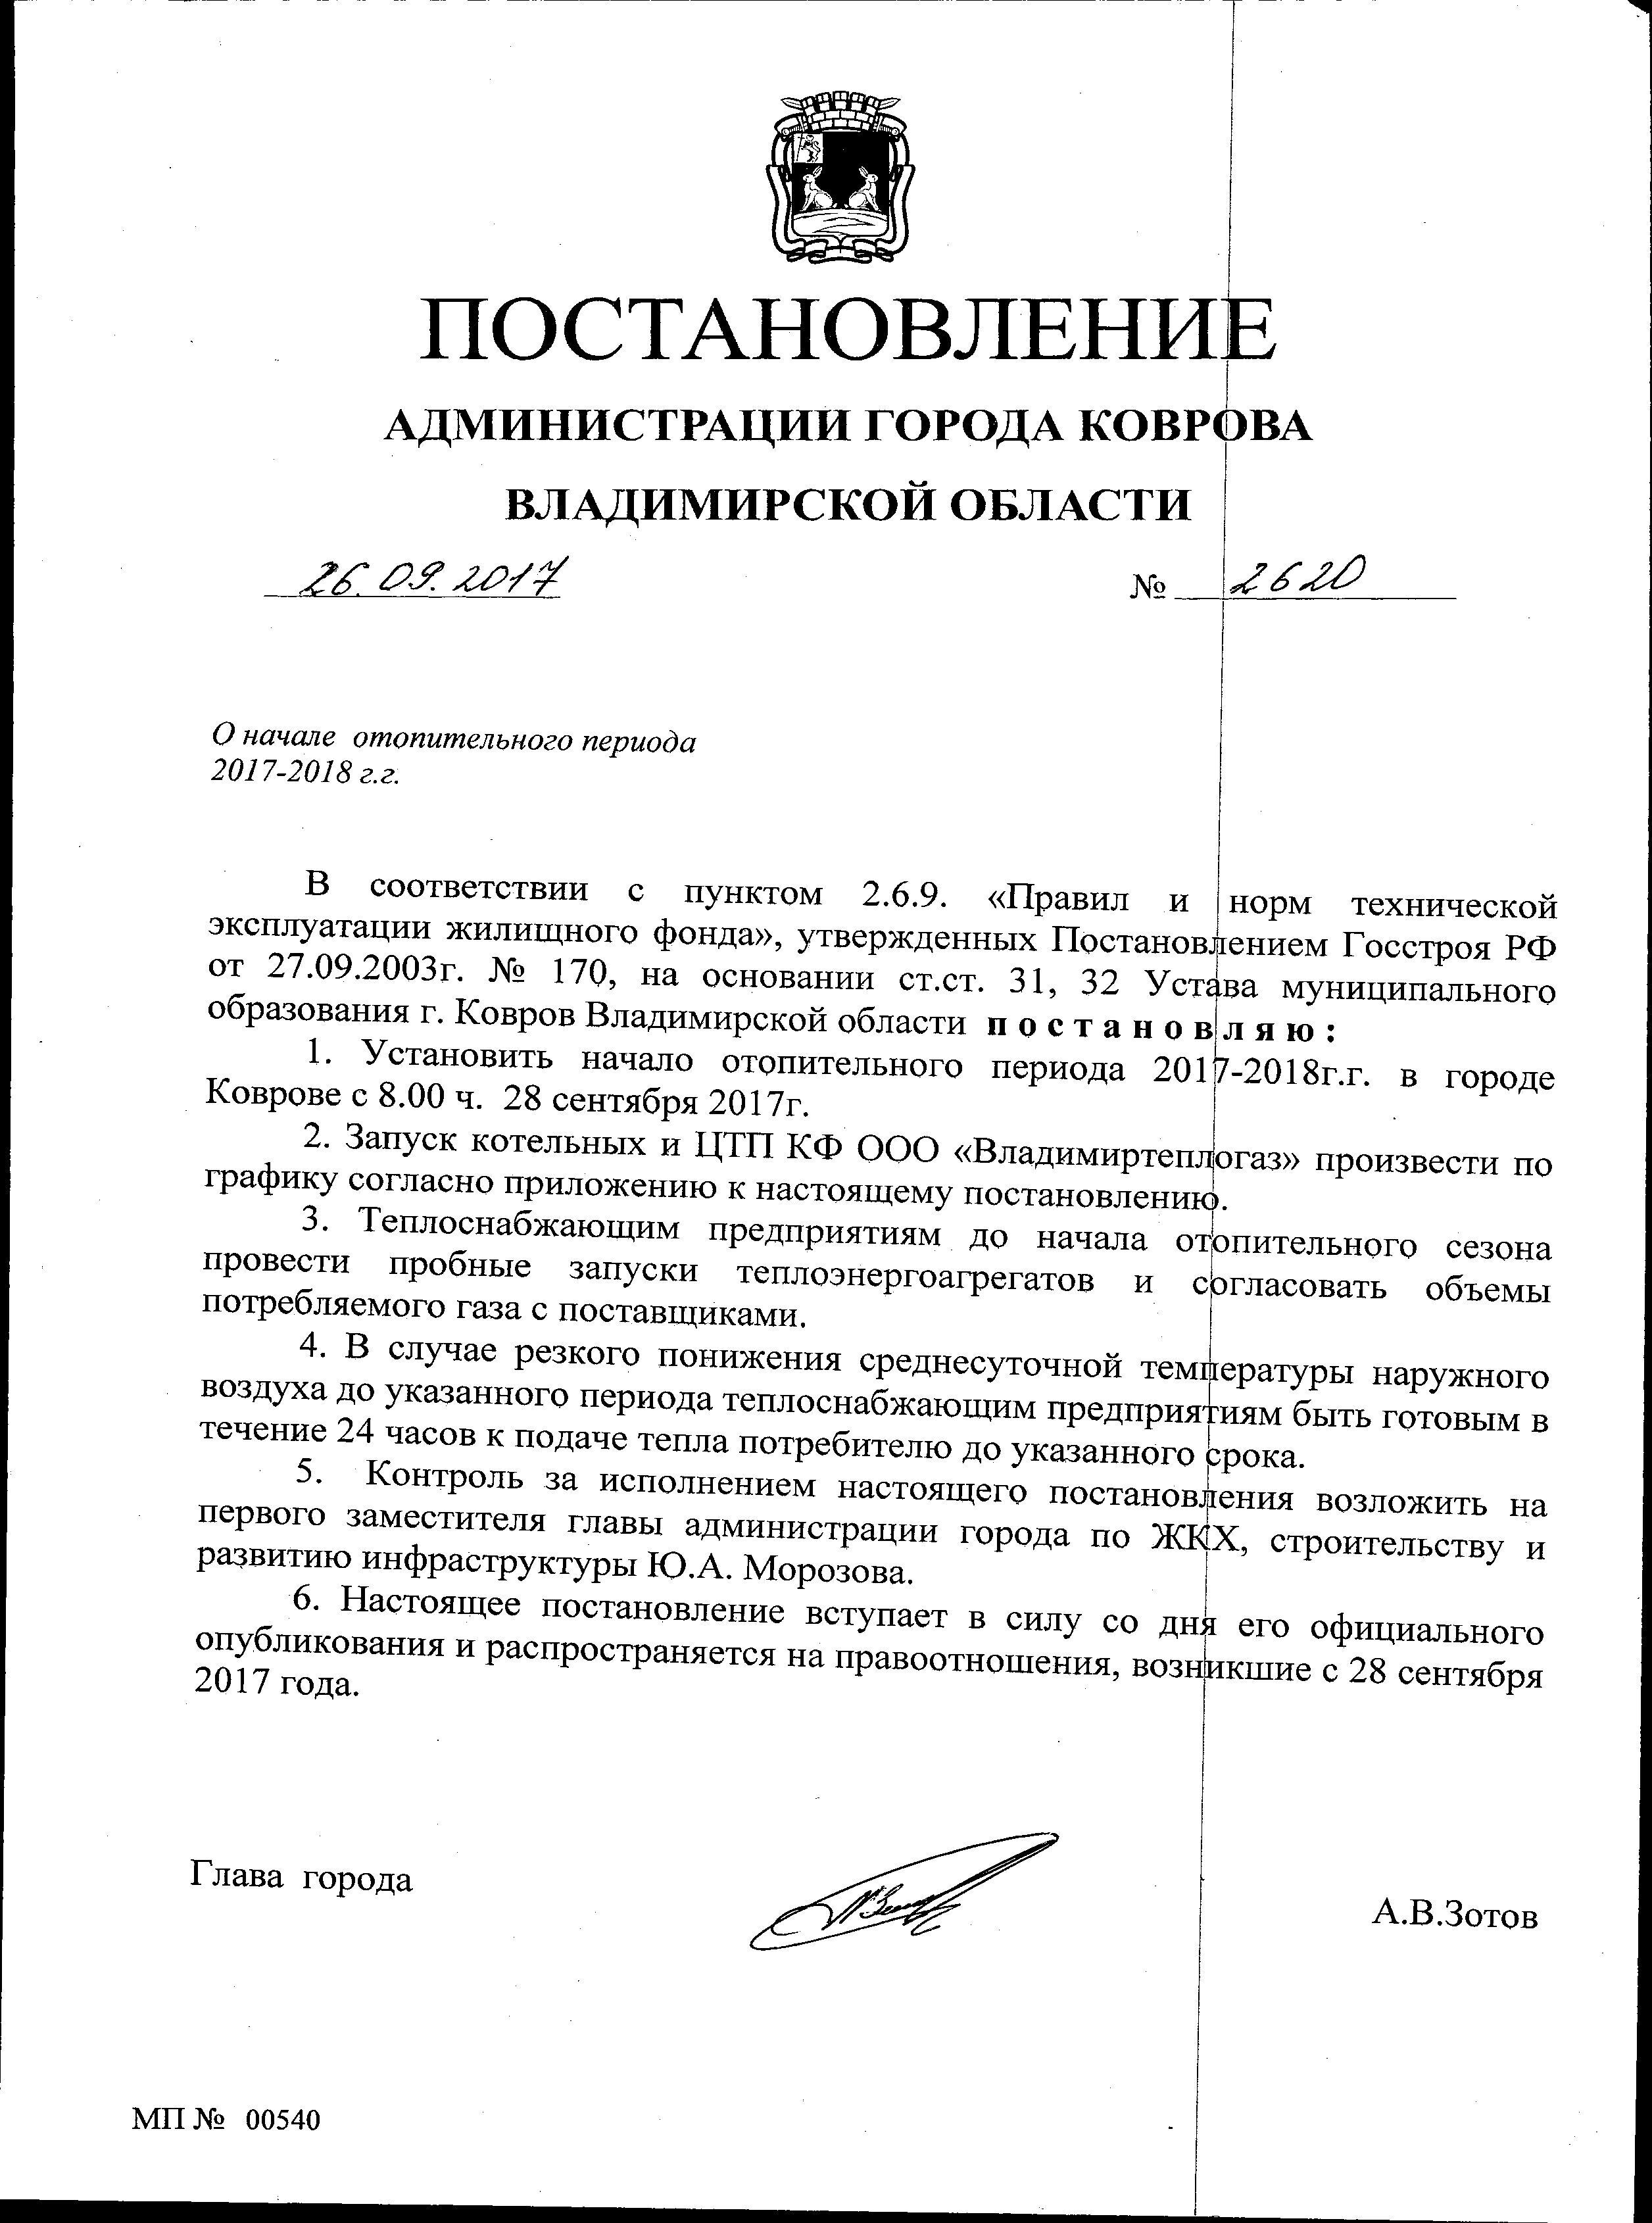 ПОСТАНОВЛЕНИЕ
АДМИНИСТРАЦИИ ГОРОДА КОВРОВА
ВЛАДИМИРСКОЙ ОБЛАСТИ
26.09.2017 № 2620
О начале отопительного периода
2017-2018 г.г.
В соответствии с пунктом 2.6.9. «Правил и норм технической
эксплуатации жилищного фонда», утвержденных Постановлением Госстроя РФ
от 27.09.2003г. № 170, на основании ст.ст. 31, 32 Устава муниципального
образования г. Ковров Владимирской области п о с т а н о в л я ю :
1. Установить начало отопительного периода 2017-2018г.г. в городе
Коврове с 8.00 ч. 28 сентября 2017г.
2. Запуск котельных и ЦТП КФ ООО «Владимиртеплогаз» произвести по
графику согласно приложению к настоящему постановлению.
3. Теплоснабжающим предприятиям до начала отопительного сезона
провести пробные запуски теплоэнергоагрегатов и согласовать объемы
потребляемого газа с поставщиками.
4. В случае резкого понижения среднесуточной температуры наружного
воздуха до указанного периода теплоснабжающим предприятиям быть готовым в
течение 24 часов к подаче тепла потребителю до указанного срока.
5. Контроль за исполнением настоящего постановления возложить на
первого заместителя главы администрации города по ЖКХ, строительству и
развитию инфраструктуры Ю.А. Морозова.
6. Настоящее постановление вступает в силу со дня его официального
опубликования и распространяется на правоотношения, возникшие с 28 сентября
2017 года.
Глава города
А.В.Зотов
МП № 00540